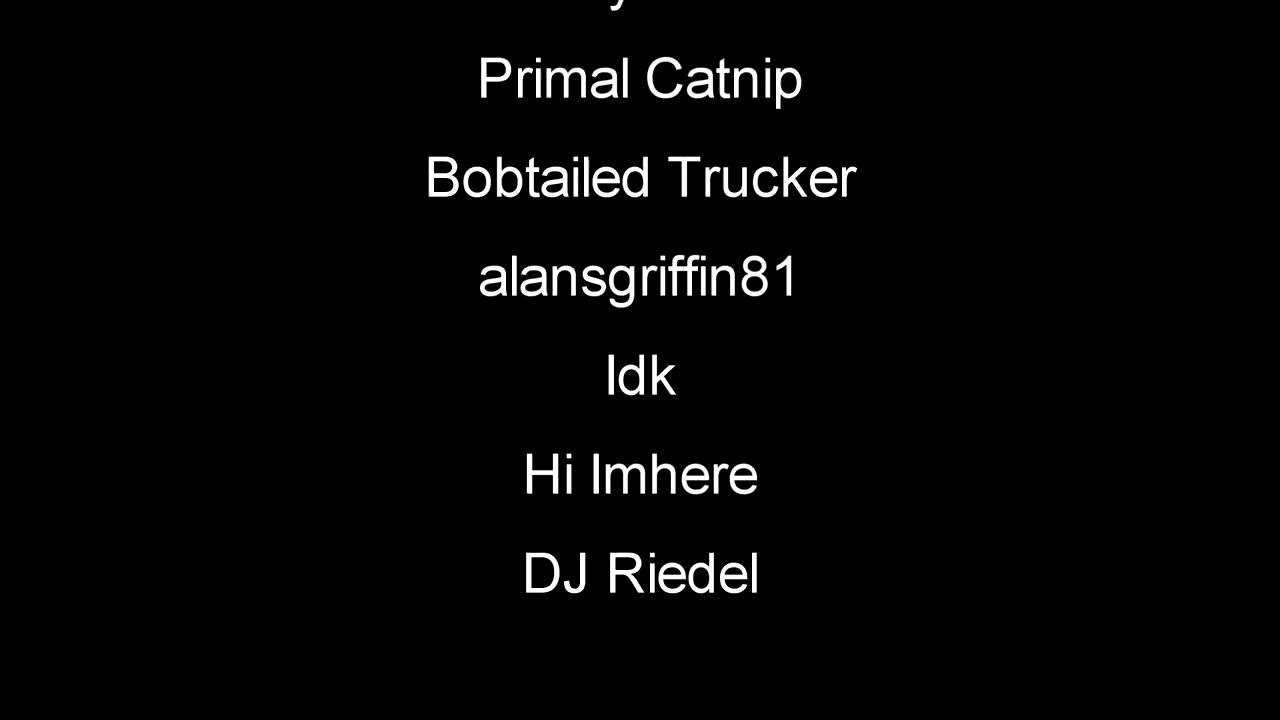 Primal Catnip
Bobtailed Trucker
alansgriffin81
Idk
Hi Imhere
DJ Riedel